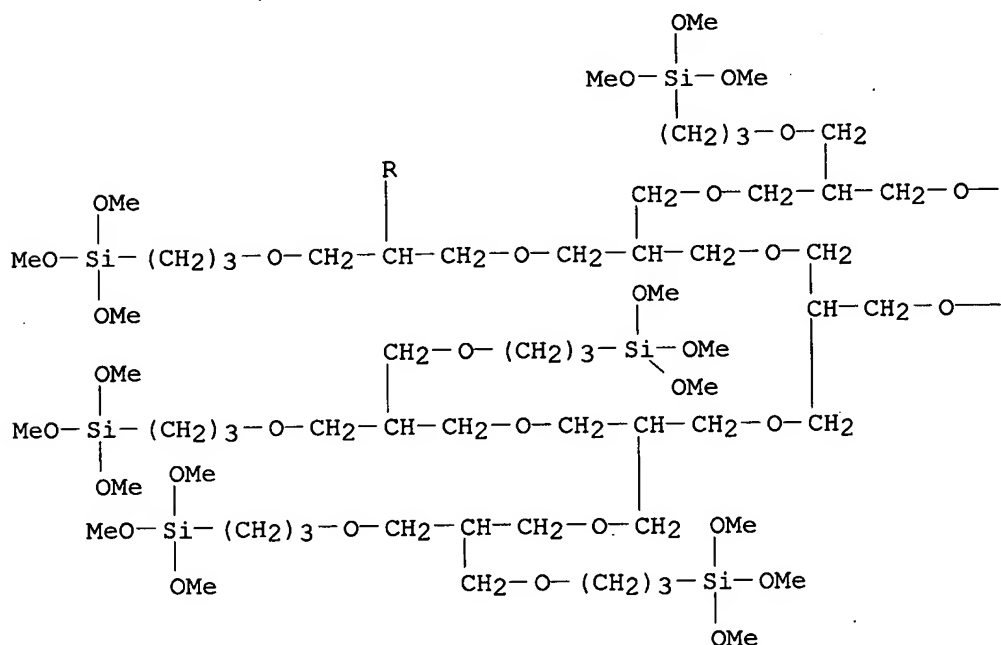 OMe
MeO—Si—OMe
(CH2)3—O—CH2
R
CH2—O—CH2—CH—CH2—O—
OMe
MeO—Si—(CH2)3—O—CH2—CH—CH2—O—CH2—CH—CH2—O—CH2
OMe
OMe
CH—CH2—O—
CH2—O—(CH2)3—Si—OMe
OMe
OMe
MeO—Si—(CH2)3—O—CH2—CH—CH2—O—CH2—CH—CH2—O—CH2
OMe
OMe
MeO—Si—(CH2)3—O—CH2—CH—CH2—O—CH2
OMe
OMe
CH2—O—(CH2)3—Si—OMe
OMe